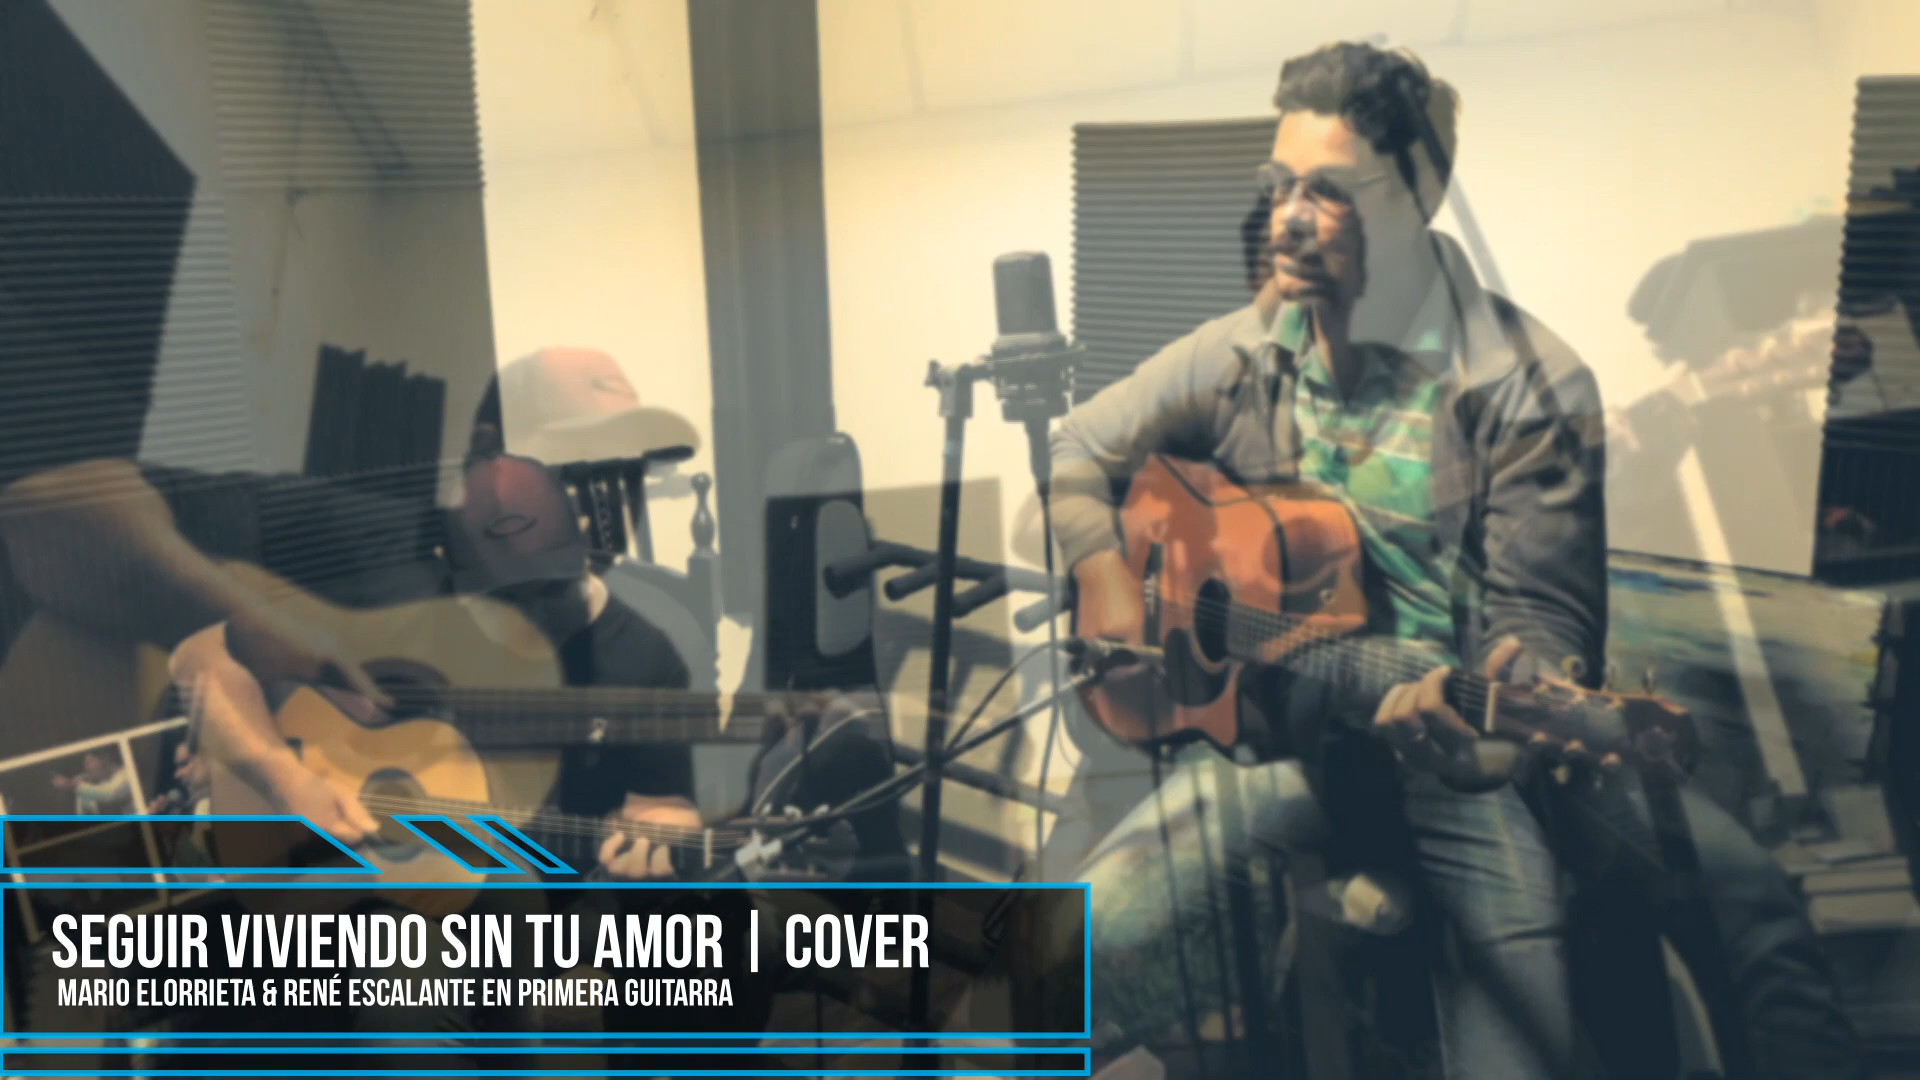 SEGUIR VIVIENDO SIN TU AMOR | COVER
MARIO ELORRIETA & RENÉ ESCALANTE EN PRIMERA GUITARRA